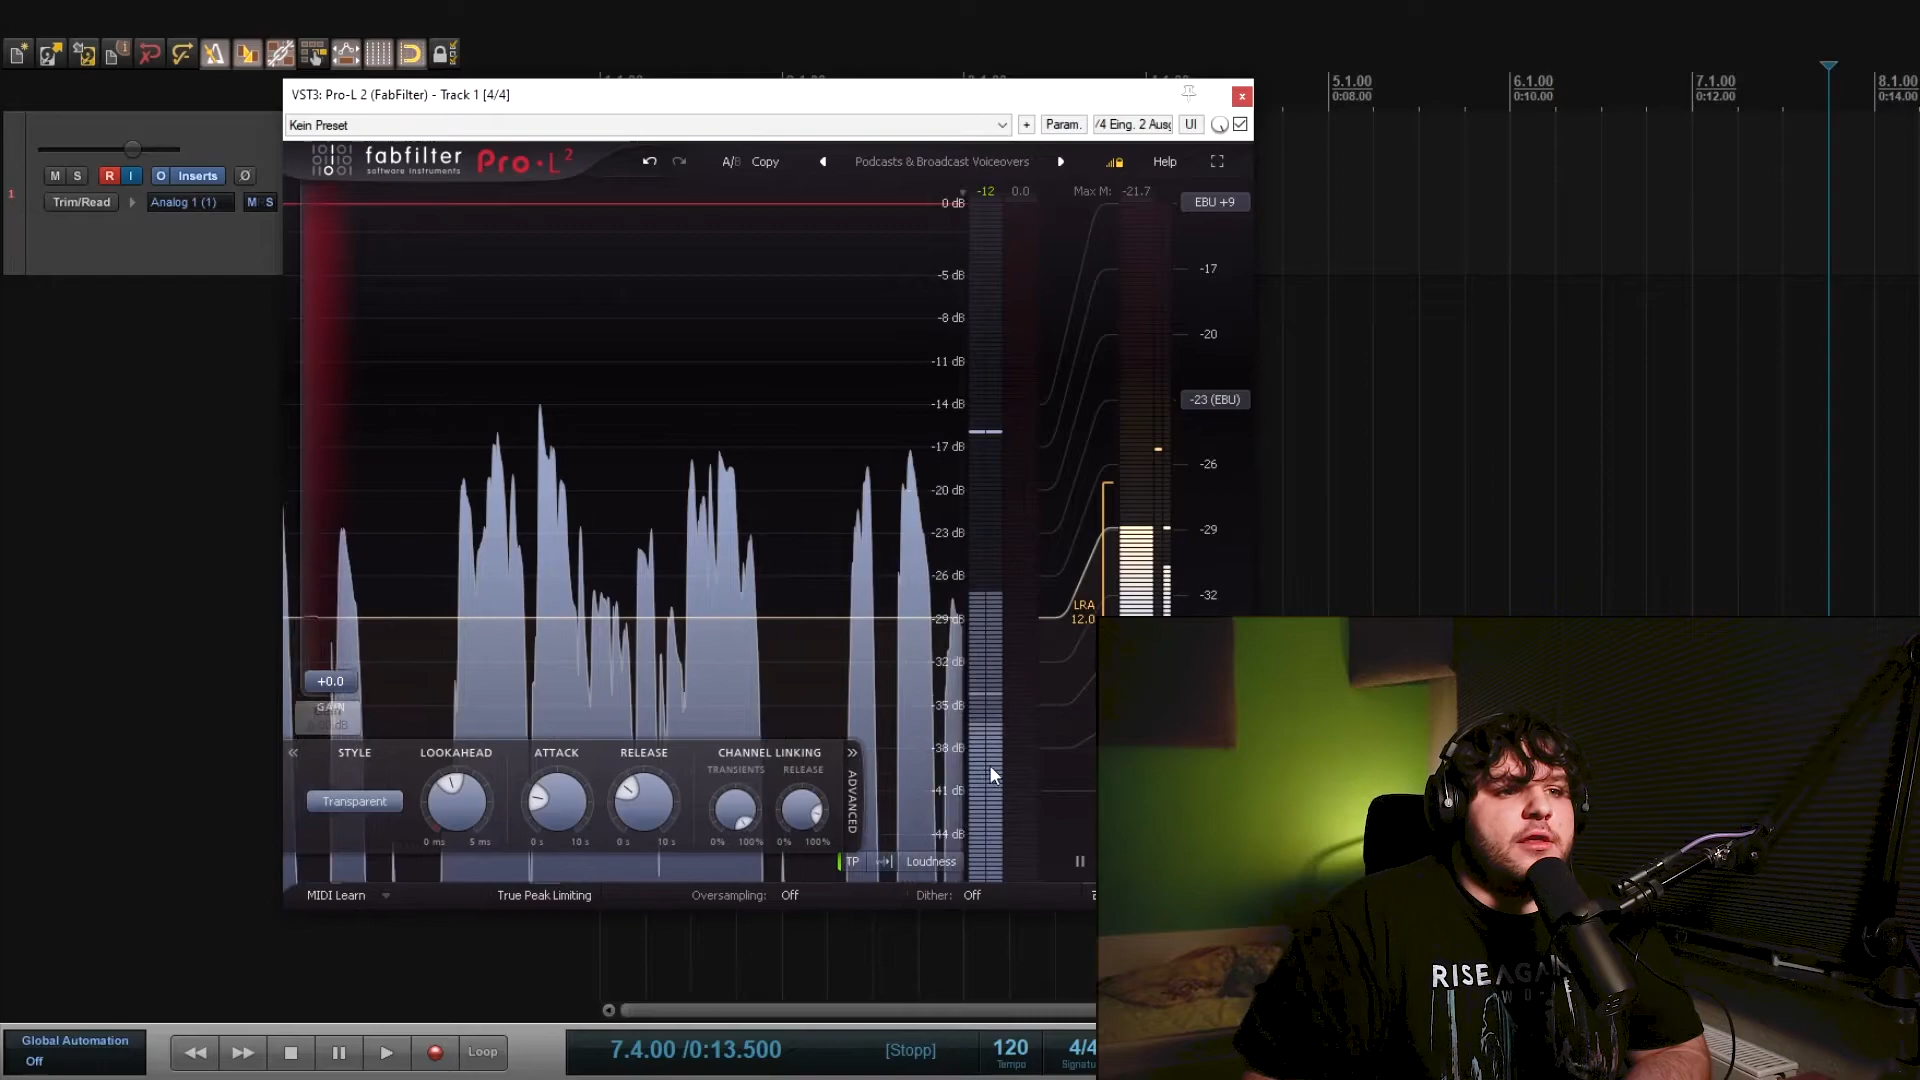 5.1.00
6.1.00
7.1.00
8.1.00
0:08.00
0:10.00
0:12.00
0:14.00
VST3: Pro-L 2 (FabFilter) - Track 1 [4/4]
x
Kein Preset
+
Param.
/4 Eing. 2 Ausg
UI
fabfilter
software instruments
Pro·L 2
A/B
Copy
Podcasts & Broadcast Voiceovers
Help
M
S
R
I
O
Inserts
Ø
1
Trim/Read
Analog 1 (1)
M
S
-12
0.0
Max M:
-21.7
0 dB
EBU +9
-5 dB
-17
-8 dB
-20
-11 dB
-14 dB
-23 (EBU)
-17 dB
-26
-20 dB
-23 dB
-29
-26 dB
-32
-29 dB
LRA
12.0
-32 dB
+0.0
GAIN
-35 dB
-38 dB
-41 dB
-44 dB
STYLE
LOOKAHEAD
ATTACK
RELEASE
CHANNEL LINKING
TRANSIENTS
RELEASE
Transparent
ADVANCED
0 ms
5 ms
0 s
10 s
0 s
10 s
0%
100%
0%
100%
TP
Loudness
MIDI Learn
True Peak Limiting
Oversampling:
Off
Dither:
Off
RISE AGA
Global Automation
Off
Loop
7.4.00 /0:13.500
[Stopp]
120
Tempo
4/4
Signatu